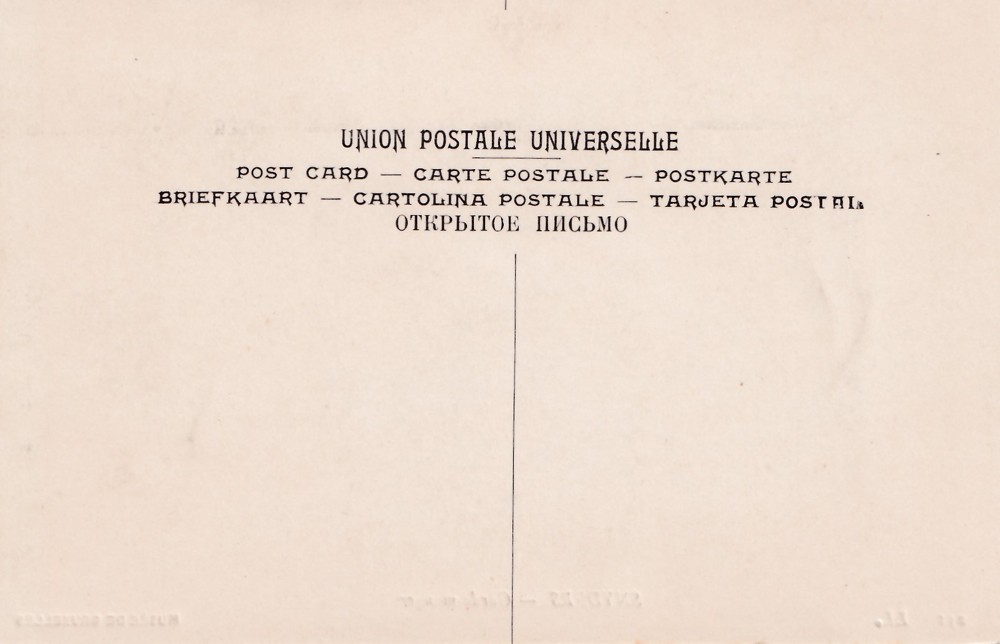 UNION POSTALE UNIVERSELLE
POST CARD — CARTE POSTALE — POSTKARTE
BRIEFKAART — CARTOLINA POSTALE — TARJETA POSTAL
ОТКРЫТОЕ ПИСЬМО